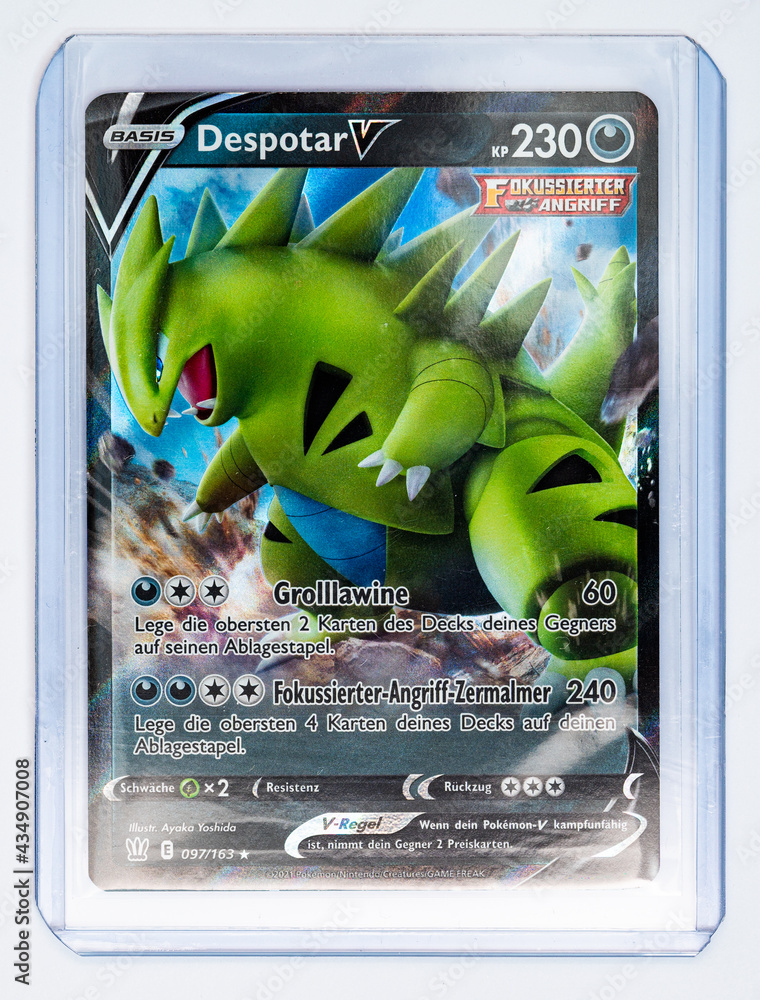 BASIS Despotar V KP 230
FOKUSSIERTER
ANGRIFF
Grolllawine 60
Lege die obersten 2 Karten des Decks deines Gegners
auf seinen Ablagestapel.
Fokussierter-Angriff-Zermalmer 240
Lege die obersten 4 Karten deines Decks auf deinen
Ablagestapel.
Schwäche ×2 Resistenz Rückzug
Illustr. Ayaka Yoshida
V-Regel Wenn dein Pokémon-V kampfunfähig
ist, nimmt dein Gegner 2 Preiskarten.
E 097/163 ★
©2021 Pokémon/Nintendo/Creatures/GAME FREAK
Adobe Stock | #434907008